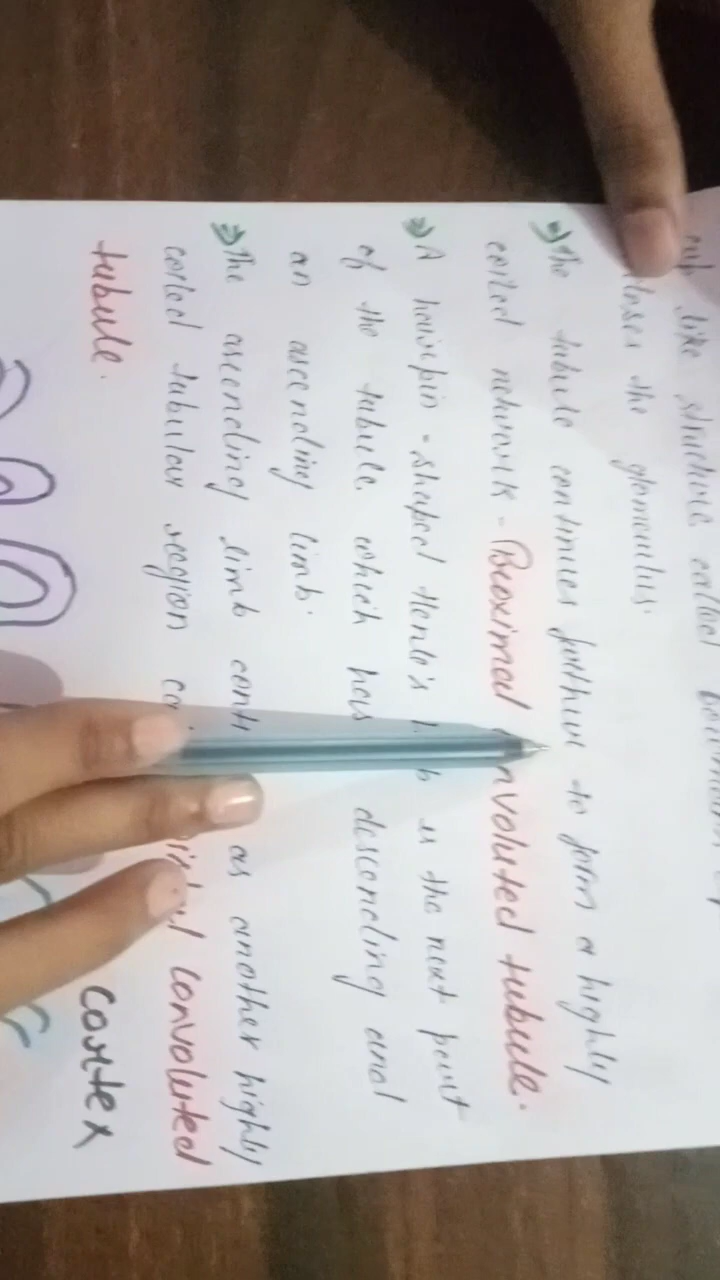 cup like structure called
the glomerulus.
⇒ The tubule continues further to form a highly
coiled network - Proximal convoluted tubule.
⇒ A hairpin - shaped Henle's is the next part
of the tubule which has descending and
an ascending limb.
⇒ The ascending limb as another highly
coiled tubular region convoluted
tubule.
cortex